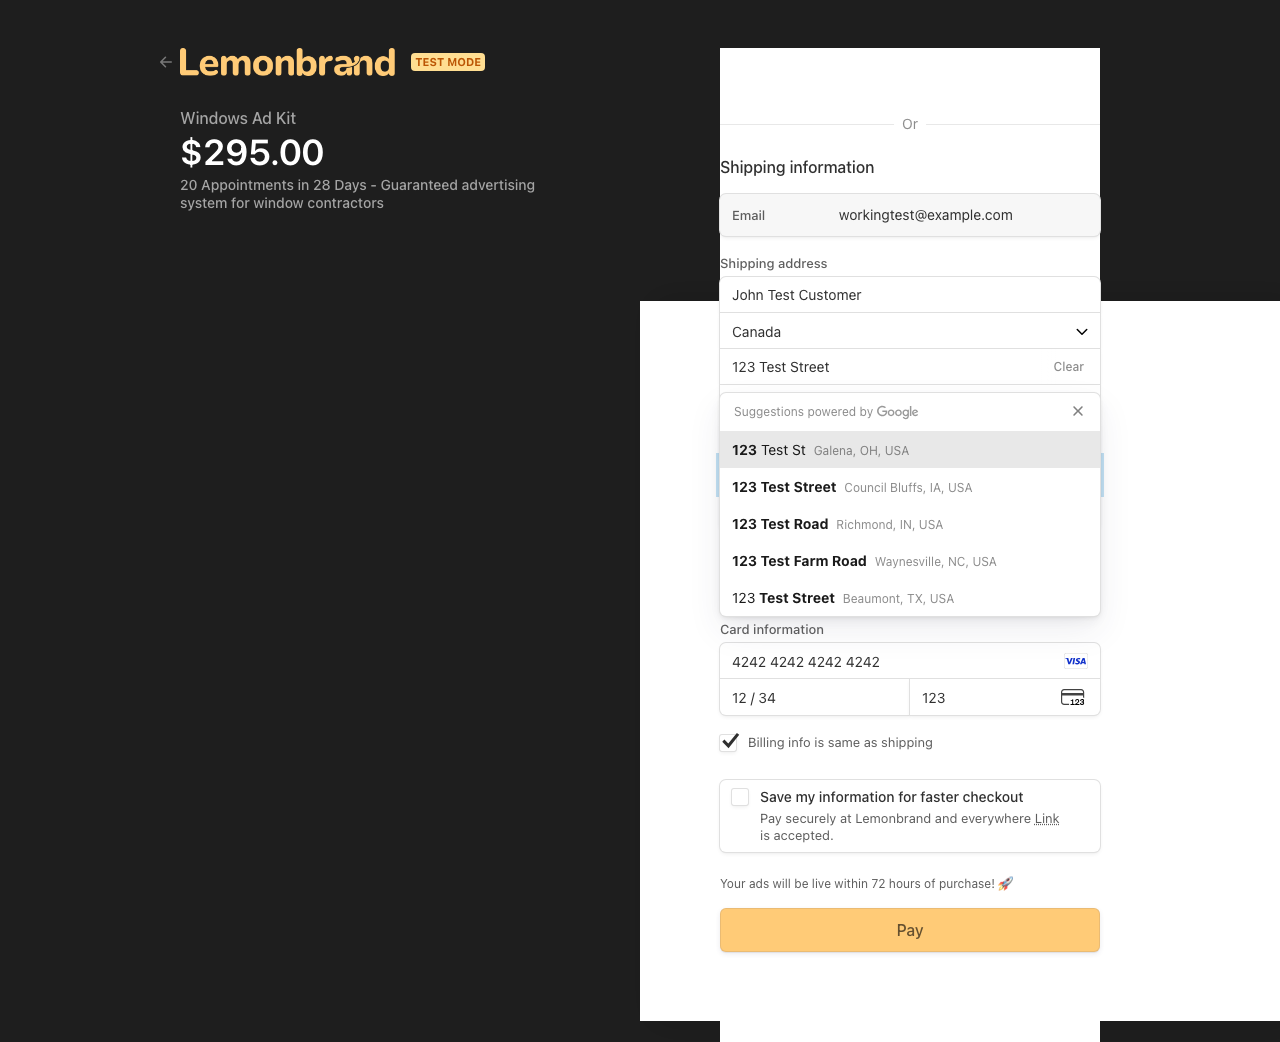 Lemonbrand
TEST MODE
Windows Ad Kit
$295.00
20 Appointments in 28 Days - Guaranteed advertising
system for window contractors
Or
Shipping information
Email workingtest@example.com
Shipping address
John Test Customer
Canada
123 Test Street Clear
Suggestions powered by Google
123 Test St Galena, OH, USA
123 Test Street Council Bluffs, IA, USA
123 Test Road Richmond, IN, USA
123 Test Farm Road Waynesville, NC, USA
123 Test Street Beaumont, TX, USA
Card information
4242 4242 4242 4242 VISA
12 / 34 123 123
Billing info is same as shipping
Save my information for faster checkout
Pay securely at Lemonbrand and everywhere Link
is accepted.
Your ads will be live within 72 hours of purchase! 🚀
Pay